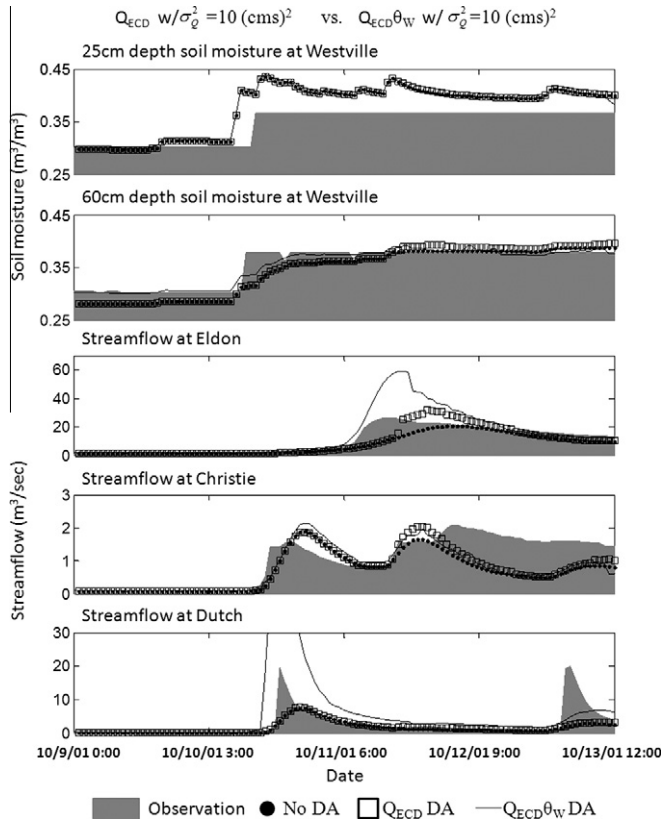 Q_ECD w/σ_Q^2=10 (cms)^2 vs. Q_ECDθ_W w/ σ_Q^2=10 (cms)^2
25cm depth soil moisture at Westville
0.45
0.35
0.25
60cm depth soil moisture at Westville
0.45
0.35
0.25
Soil moisture (m³/m³)
Streamflow at Eldon
60
40
20
0
Streamflow at Christie
3
2
1
0
Streamflow (m³/sec)
Streamflow at Dutch
30
20
10
0
10/9/01 0:00 10/10/01 3:00 10/11/01 6:00 10/12/01 9:00 10/13/01 12:00
Date
Observation No DA Q_ECD DA Q_ECDθ_W DA